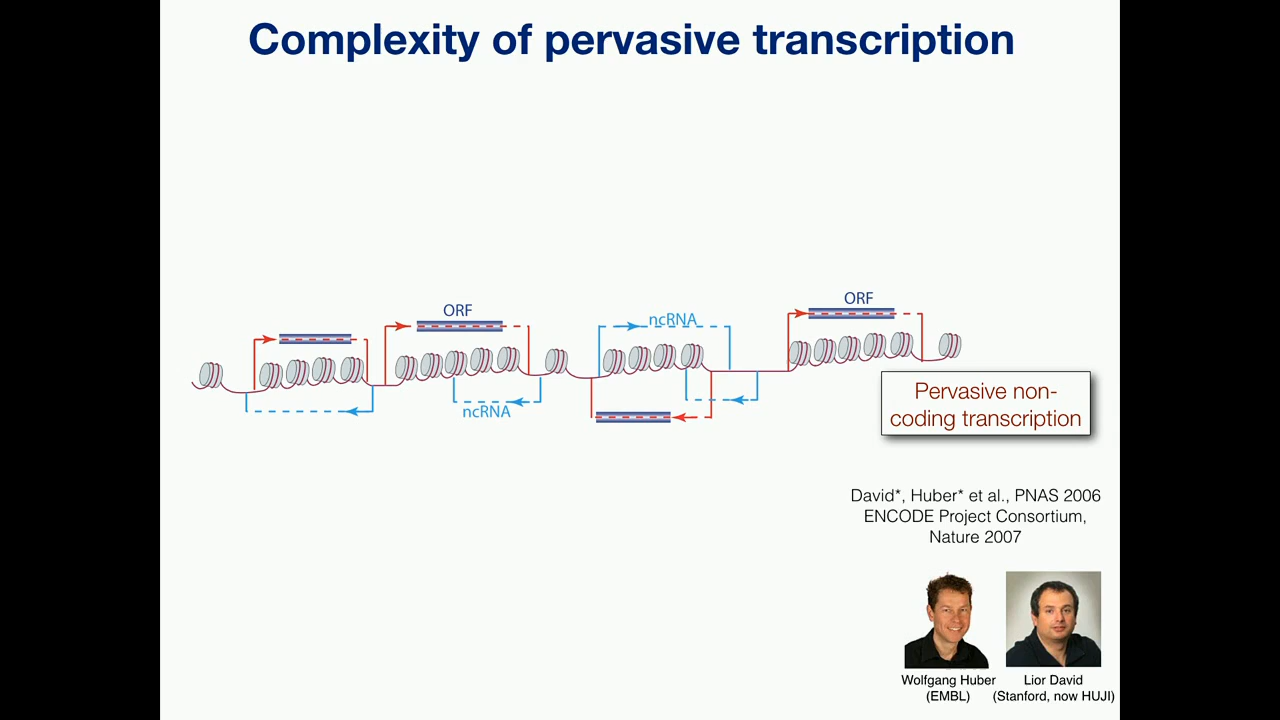 Complexity of pervasive transcription
ORF
ORF
ncRNA
ncRNA
Pervasive non-
coding transcription
David*, Huber* et al., PNAS 2006
ENCODE Project Consortium,
Nature 2007
Wolfgang Huber
(EMBL)
Lior David
(Stanford, now HUJI)